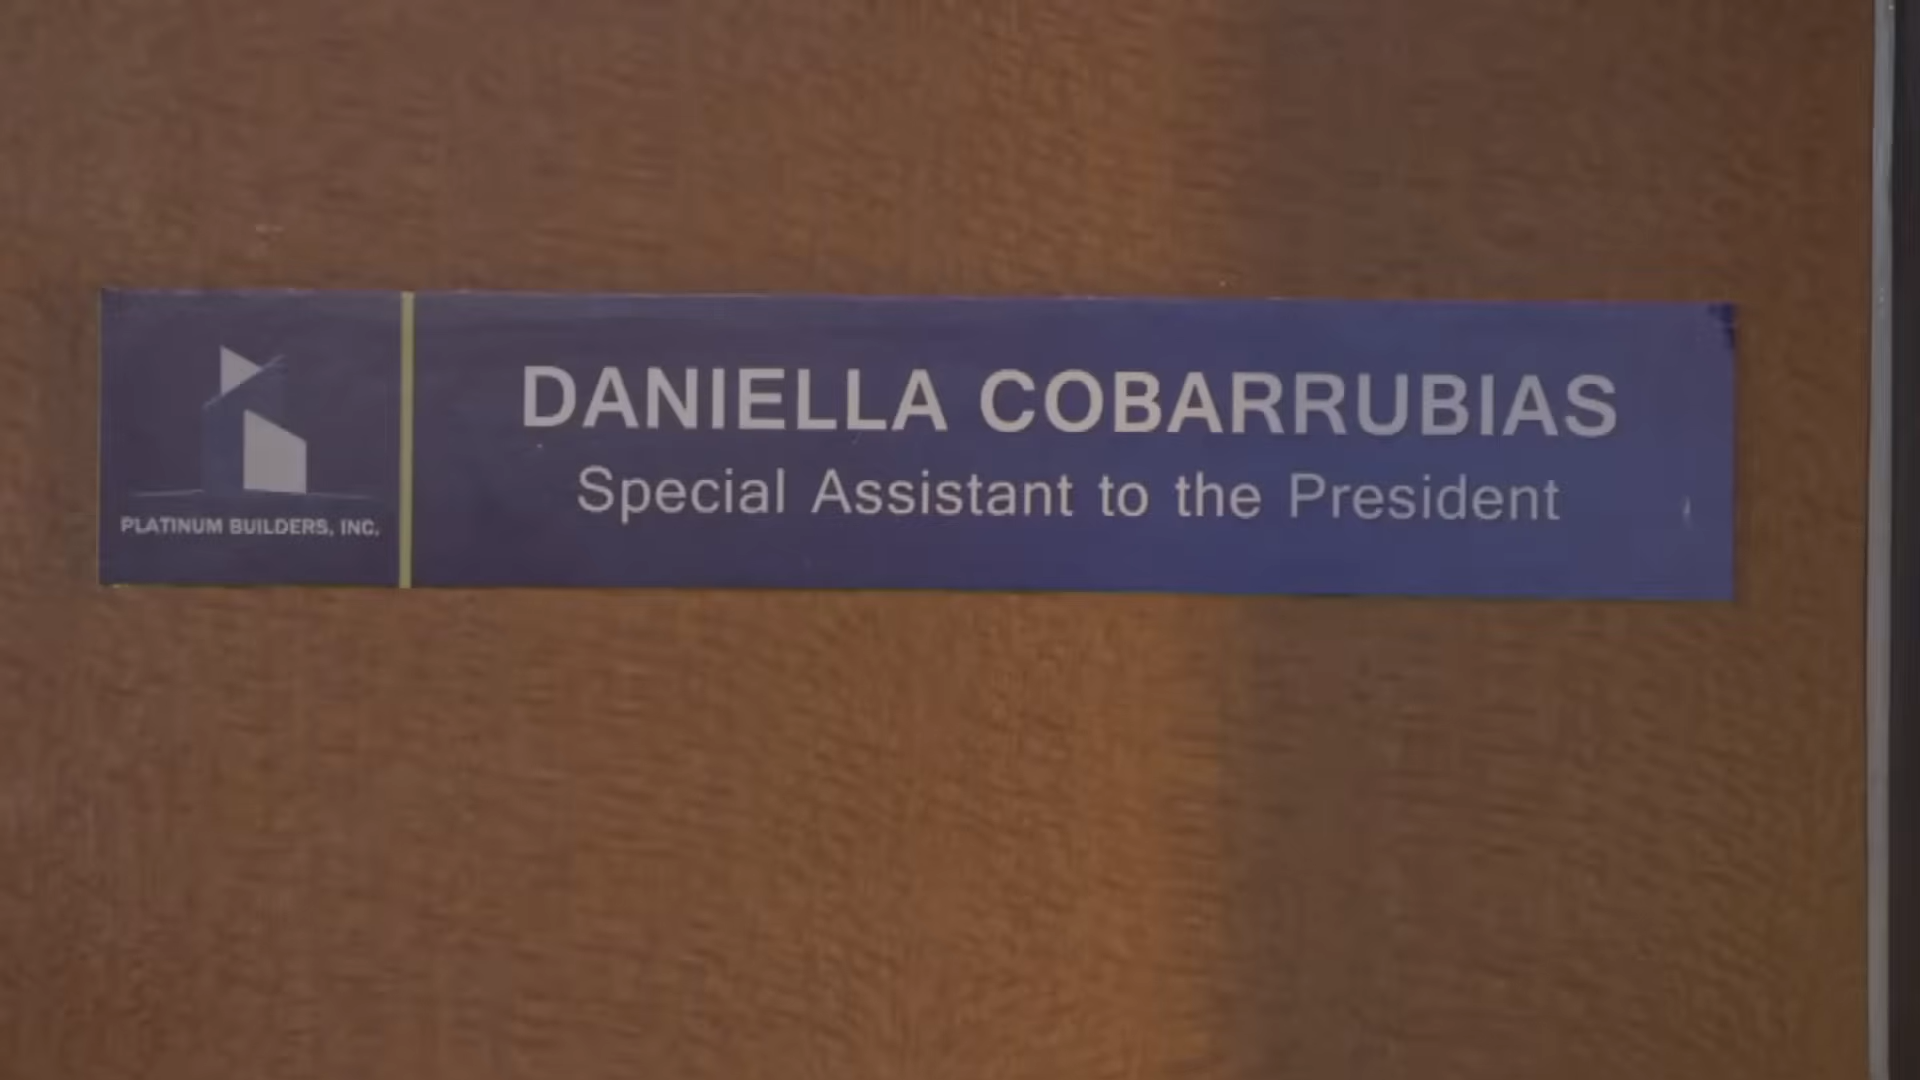 DANIELLA COBARRUBIAS
Special Assistant to the President
PLATINUM BUILDERS, INC.